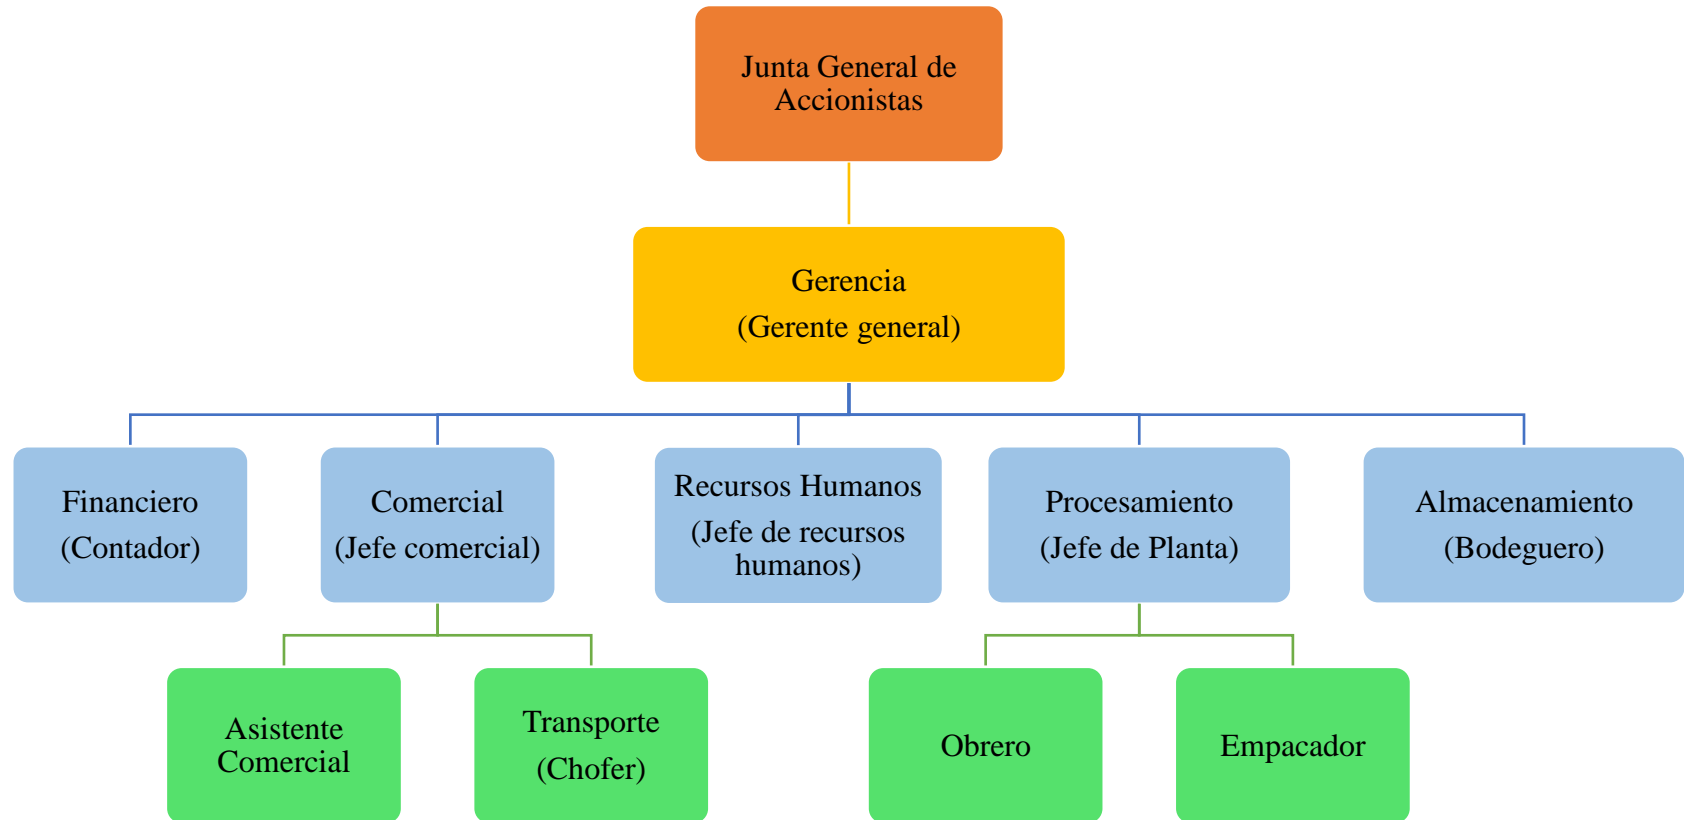 Junta General de
Accionistas
Gerencia
(Gerente general)
Financiero
(Contador)
Comercial
(Jefe comercial)
Recursos Humanos
(Jefe de recursos
humanos)
Procesamiento
(Jefe de Planta)
Almacenamiento
(Bodeguero)
Asistente
Comercial
Transporte
(Chofer)
Obrero
Empacador